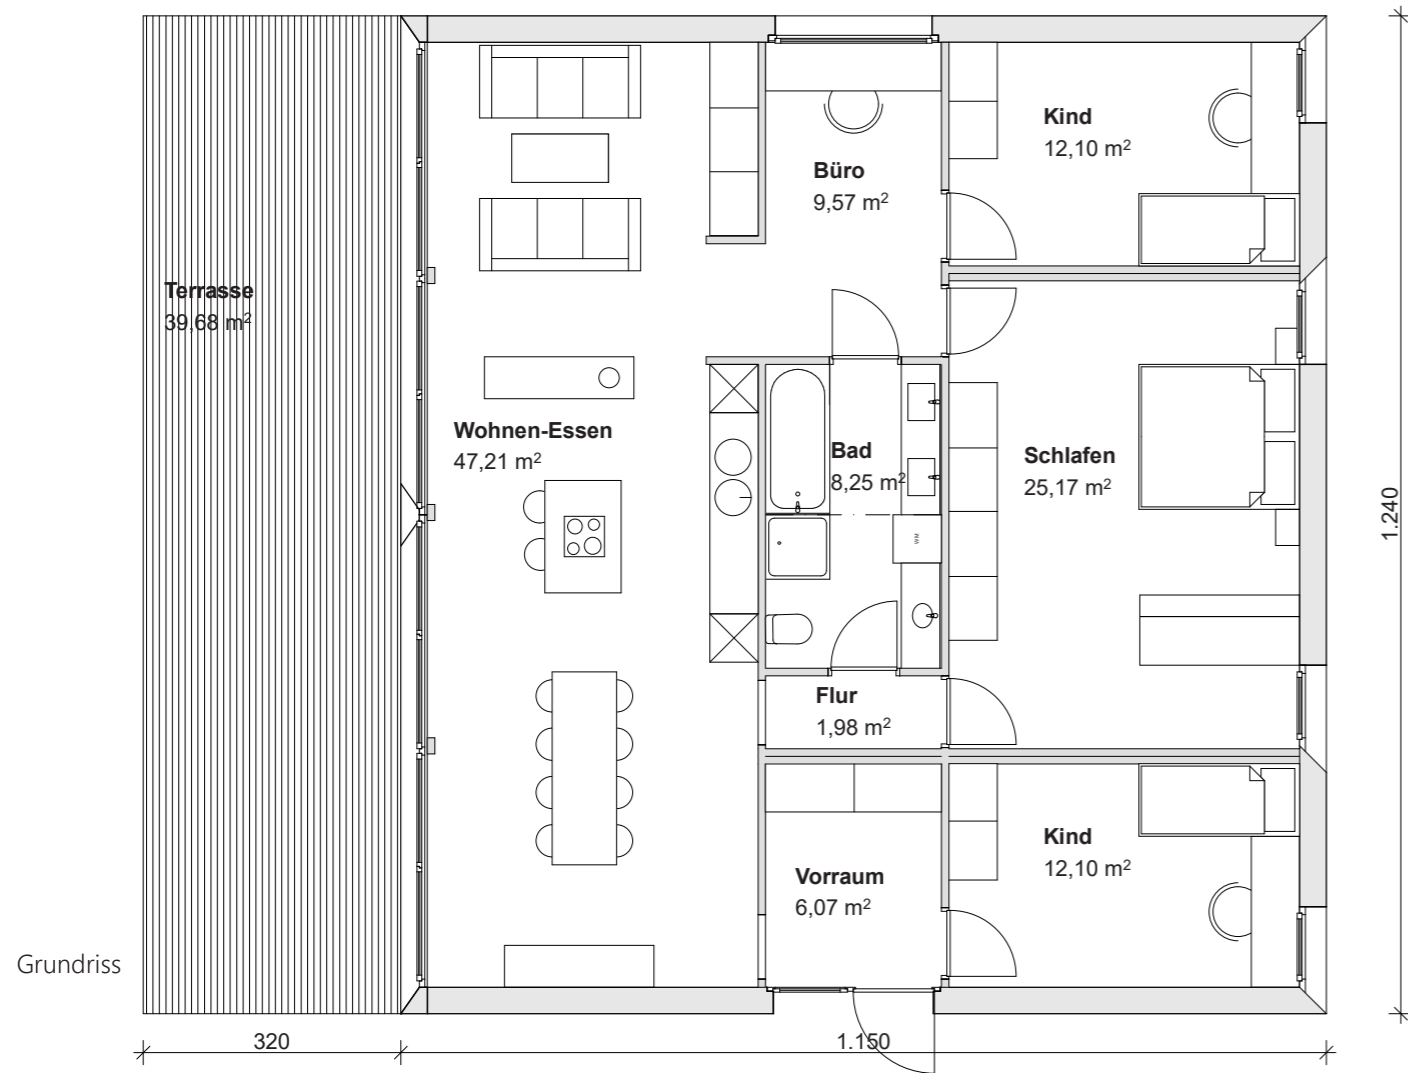 Kind
12,10 m²
Büro
9,57 m²
Terrasse
39,68 m²
Wohnen-Essen
47,21 m²
Bad
8,25 m²
Schlafen
25,17 m²
WM
1.240
Flur
1,98 m²
Kind
12,10 m²
Vorraum
6,07 m²
Grundriss
320
1.150